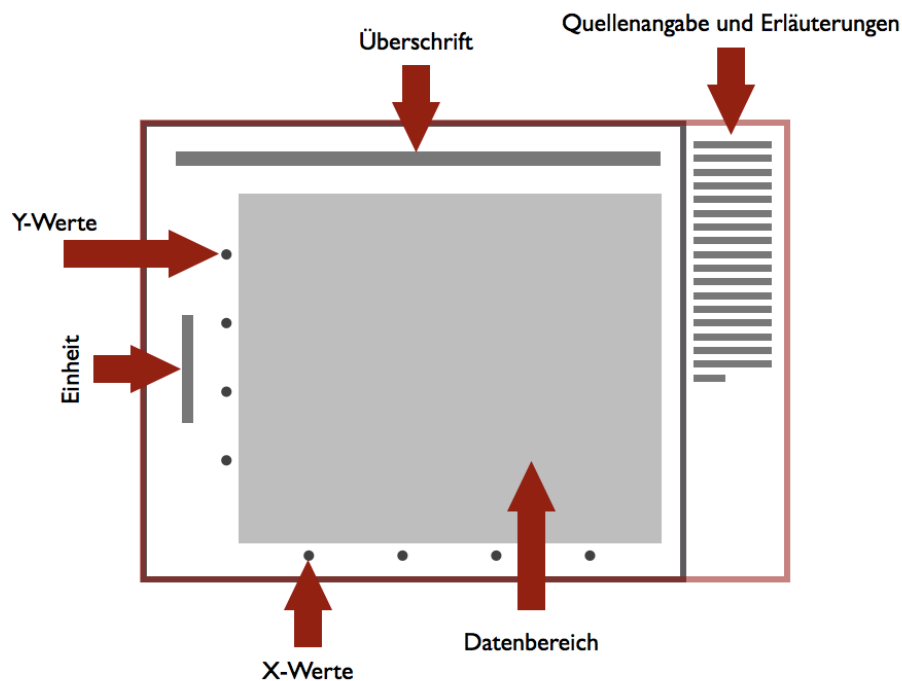 Quellenangabe und Erläuterungen
Überschrift
Y-Werte
Einheit
Datenbereich
X-Werte